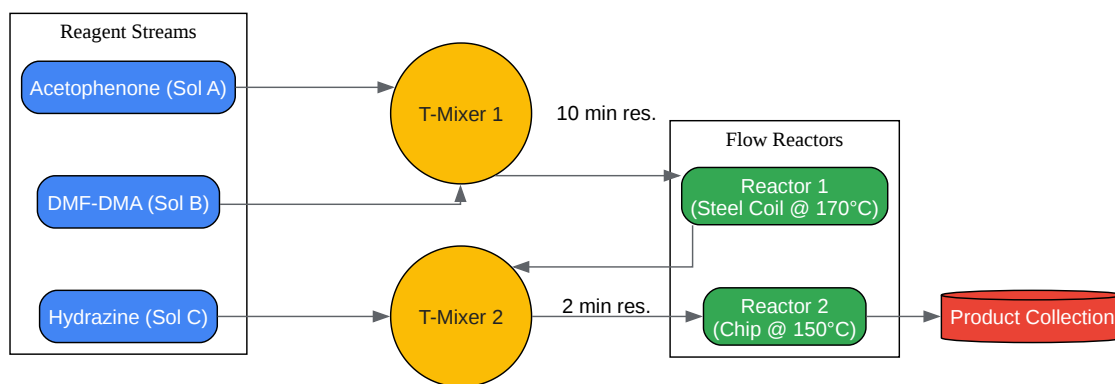 Reagent Streams
Acetophenone (Sol A)
T-Mixer 1
10 min res.
Flow Reactors
DMF-DMA (Sol B)
Reactor 1
(Steel Coil @ 170°C)
Hydrazine (Sol C)
T-Mixer 2
2 min res.
Reactor 2
(Chip @ 150°C)
Product Collection